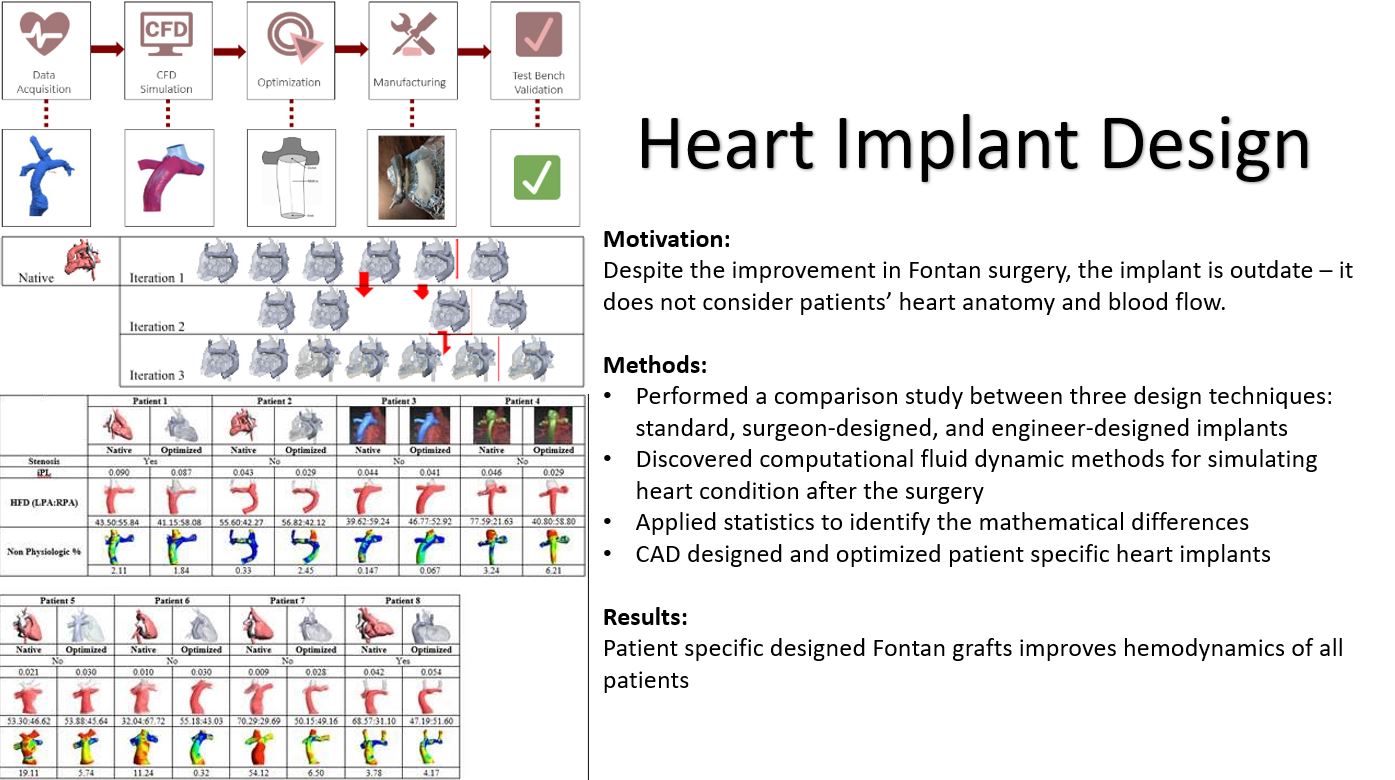 Data
Acquisition
CFD
CFD
Simulation
Optimization
Manufacturing
Test Bench
Validation
Native
Iteration 1
Iteration 2
Iteration 3
Patient 1 Patient 2 Patient 3 Patient 4
Native Optimized Native Optimized Native Optimized Native Optimized
Stenosis Yes No No No
iPL 0.090 0.087 0.043 0.029 0.044 0.041 0.046 0.029
HFD (LPA:RPA)
43.50:55.84 41.15:58.08 55.60:42.27 56.82:42.12 39.62:59.24 46.77:52.92 77.59:21.63 40.80:58.80
Non Physiologic %
2.11 1.84 0.33 2.45 0.147 0.067 3.24 6.21
Patient 5 Patient 6 Patient 7 Patient 8
Native Optimized Native Optimized Native Optimized Native Optimized
No No No Yes
0.021 0.030 0.010 0.030 0.009 0.028 0.042 0.054
53.30:46.62 53.88:45.64 32.04:67.72 55.18:43.03 70.29:29.69 50.15:49.16 68.57:31.10 47.19:51.60
19.11 5.74 11.24 0.32 54.12 6.50 3.78 4.17
Heart Implant Design
Motivation:
Despite the improvement in Fontan surgery, the implant is outdate – it
does not consider patients’ heart anatomy and blood flow.
Methods:
• Performed a comparison study between three design techniques:
standard, surgeon-designed, and engineer-designed implants
• Discovered computational fluid dynamic methods for simulating
heart condition after the surgery
• Applied statistics to identify the mathematical differences
• CAD designed and optimized patient specific heart implants
Results:
Patient specific designed Fontan grafts improves hemodynamics of all
patients